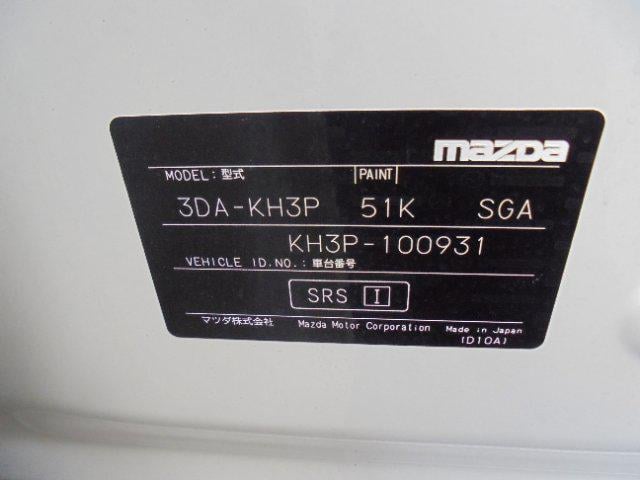 mazda
MODEL: 型式 |PAINT|
3DA-KH3P 51K SGA
KH3P-100931
VEHICLE ID.NO.: 車台番号
SRS I
マツダ株式会社 Mazda Motor Corporation Made in Japan
(D10A)